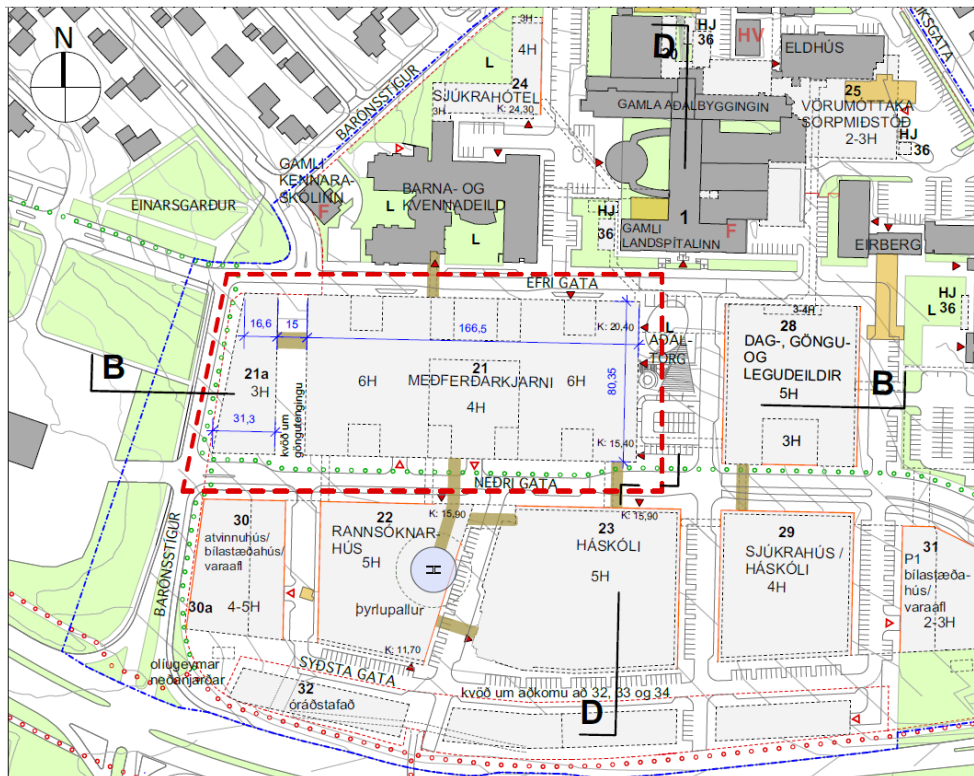 N
3H
4H
L
24
SJÚKRAHÓTEL
3H
K: 24,30
BARÓNSSTÍGUR
D
HJ
36
HV
ELDHÚS
GAMLA AÐALBYGGINGIN
25
VÖRUMÓTTAKA
SORPMIÐSTÖÐ
2-3H
HJ
36
GAMLI
KENNARA-
SKÓLINN
F
EINARSGARÐUR
L
BARNA- OG
KVENNADEILD
L
HJ
36
1
GAMLI
LANDSPÍTALINN
F
EIRBERG
HJ
L 36
EFRI GATA
16,6
15
166,5
K: 20,40
L
AÐAL-
TORG
3-4H
28
DAG-, GÖNGU-
OG
LEGUDEILDIR
5H
3H
B
B
21a
3H
31,3
kvöð um
göngutengingu
6H
21
MEÐFERÐARKJARNI
4H
6H
80,35
K: 15,40
NEÐRI GATA
BARÓNSSTÍGUR
30
atvinnuhús/
bílastæðahús/
varaafl
30a
4-5H
22
RANNSÓKNAR-
HÚS
5H
K: 15,90
H
þyrlupallur
K: 11,70
K: 15,90
23
HÁSKÓLI
5H
29
SJÚKRAHÚS /
HÁSKÓLI
4H
31
P1
bílastæða-
hús/
varaafl
2-3H
olíugeymar
neðanjarðar
SYÐSTA GATA
32
óráðstafað
kvöð um aðkomu að 32, 33 og 34
D